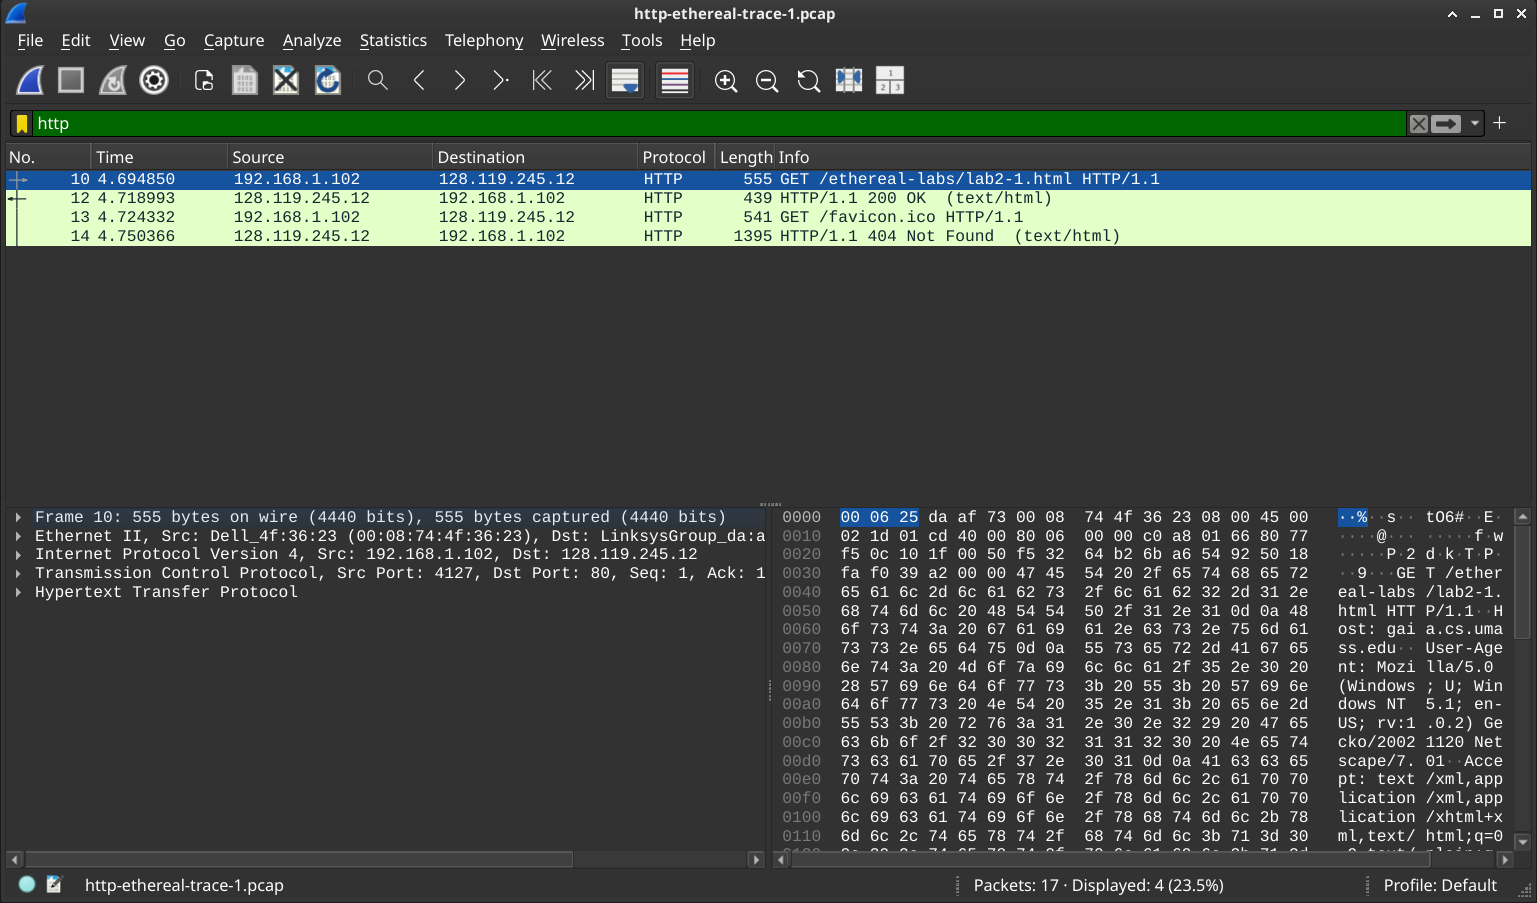 http-ethereal-trace-1.pcap
File Edit View Go Capture Analyze Statistics Telephony Wireless Tools Help
http
No. Time Source Destination Protocol Length Info
10 4.694850 192.168.1.102 128.119.245.12 HTTP 555 GET /ethereal-labs/lab2-1.html HTTP/1.1
12 4.718993 128.119.245.12 192.168.1.102 HTTP 439 HTTP/1.1 200 OK (text/html)
13 4.724332 192.168.1.102 128.119.245.12 HTTP 541 GET /favicon.ico HTTP/1.1
14 4.750366 128.119.245.12 192.168.1.102 HTTP 1395 HTTP/1.1 404 Not Found (text/html)
Frame 10: 555 bytes on wire (4440 bits), 555 bytes captured (4440 bits)
Ethernet II, Src: Dell_4f:36:23 (00:08:74:4f:36:23), Dst: LinksysGroup_da:a
Internet Protocol Version 4, Src: 192.168.1.102, Dst: 128.119.245.12
Transmission Control Protocol, Src Port: 4127, Dst Port: 80, Seq: 1, Ack: 1
Hypertext Transfer Protocol
0000 00 06 25 da af 73 00 08 74 4f 36 23 08 00 45 00 ··%··s·· tO6#··E·
0010 02 1d 01 cd 40 00 80 06 00 00 c0 a8 01 66 80 77 ····@··· ·····f·w
0020 f5 0c 10 1f 00 50 f5 32 64 b2 6b a6 54 92 50 18 ·····P·2 d·k·T·P·
0030 fa f0 39 a2 00 00 47 45 54 20 2f 65 74 68 65 72 ··9···GE T /ether
0040 65 61 6c 2d 6c 61 62 73 2f 6c 61 62 32 2d 31 2e eal-labs /lab2-1.
0050 68 74 6d 6c 20 48 54 54 50 2f 31 2e 31 0d 0a 48 html HTT P/1.1··H
0060 6f 73 74 3a 20 67 61 69 61 2e 63 73 2e 75 6d 61 ost: gai a.cs.uma
0070 73 73 2e 65 64 75 0d 0a 55 73 65 72 2d 41 67 65 ss.edu·· User-Age
0080 6e 74 3a 20 4d 6f 7a 69 6c 6c 61 2f 35 2e 30 20 nt: Mozi lla/5.0
0090 28 57 69 6e 64 6f 77 73 3b 20 55 3b 20 57 69 6e (Windows ; U; Win
00a0 64 6f 77 73 20 4e 54 20 35 2e 31 3b 20 65 6e 2d dows NT 5.1; en-
00b0 55 53 3b 20 72 76 3a 31 2e 30 2e 32 29 20 47 65 US; rv:1 .0.2) Ge
00c0 63 6b 6f 2f 32 30 30 32 31 31 32 30 20 4e 65 74 cko/2002 1120 Net
00d0 73 63 61 70 65 2f 37 2e 30 31 0d 0a 41 63 63 65 scape/7. 01··Acce
00e0 70 74 3a 20 74 65 78 74 2f 78 6d 6c 2c 61 70 70 pt: text /xml,app
00f0 6c 69 63 61 74 69 6f 6e 2f 78 6d 6c 2c 61 70 70 lication /xml,app
0100 6c 69 63 61 74 69 6f 6e 2f 78 68 74 6d 6c 2b 78 lication /xhtml+x
0110 6d 6c 2c 74 65 78 74 2f 68 74 6d 6c 3b 71 3d 30 ml,text/ html;q=0
http-ethereal-trace-1.pcap Packets: 17 · Displayed: 4 (23.5%) Profile: Default